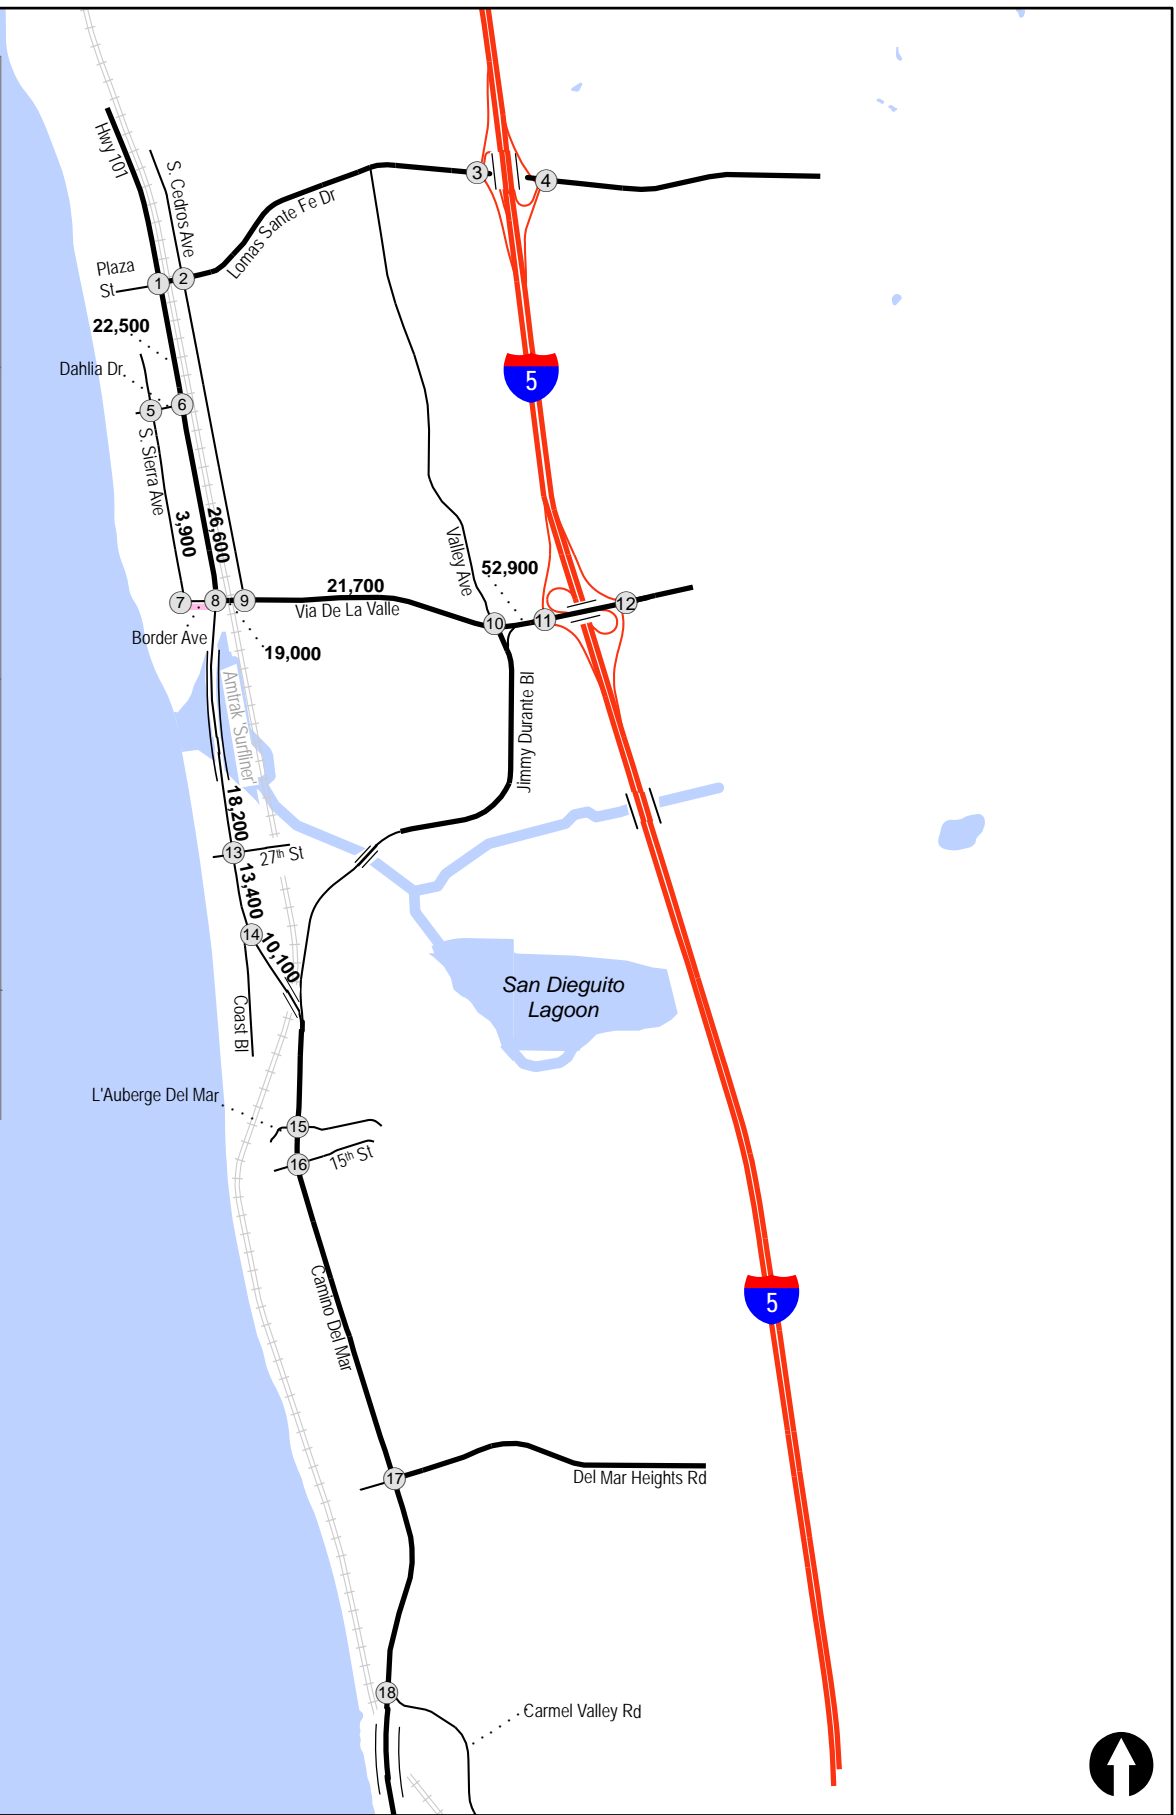 Hwy 101
S. Cedros Ave
3
4
Lomas Sante Fe Dr
Plaza
St
1
2
22,500
Dahlia Dr.
5
5
6
S. Sierra Ave
3,900
26,600
Valley Ave
52,900
21,700
Via De La Valle
7
8
9
10
11
12
Border Ave
19,000
Amtrak 'Surfliner'
Jimmy Durante Bl
18,200
13
27th St
13,400
14
10,100
San Dieguito
Lagoon
Coast Bl
L'Auberge Del Mar
15
16
15th St
Camino Del Mar
5
17
Del Mar Heights Rd
18
Carmel Valley Rd